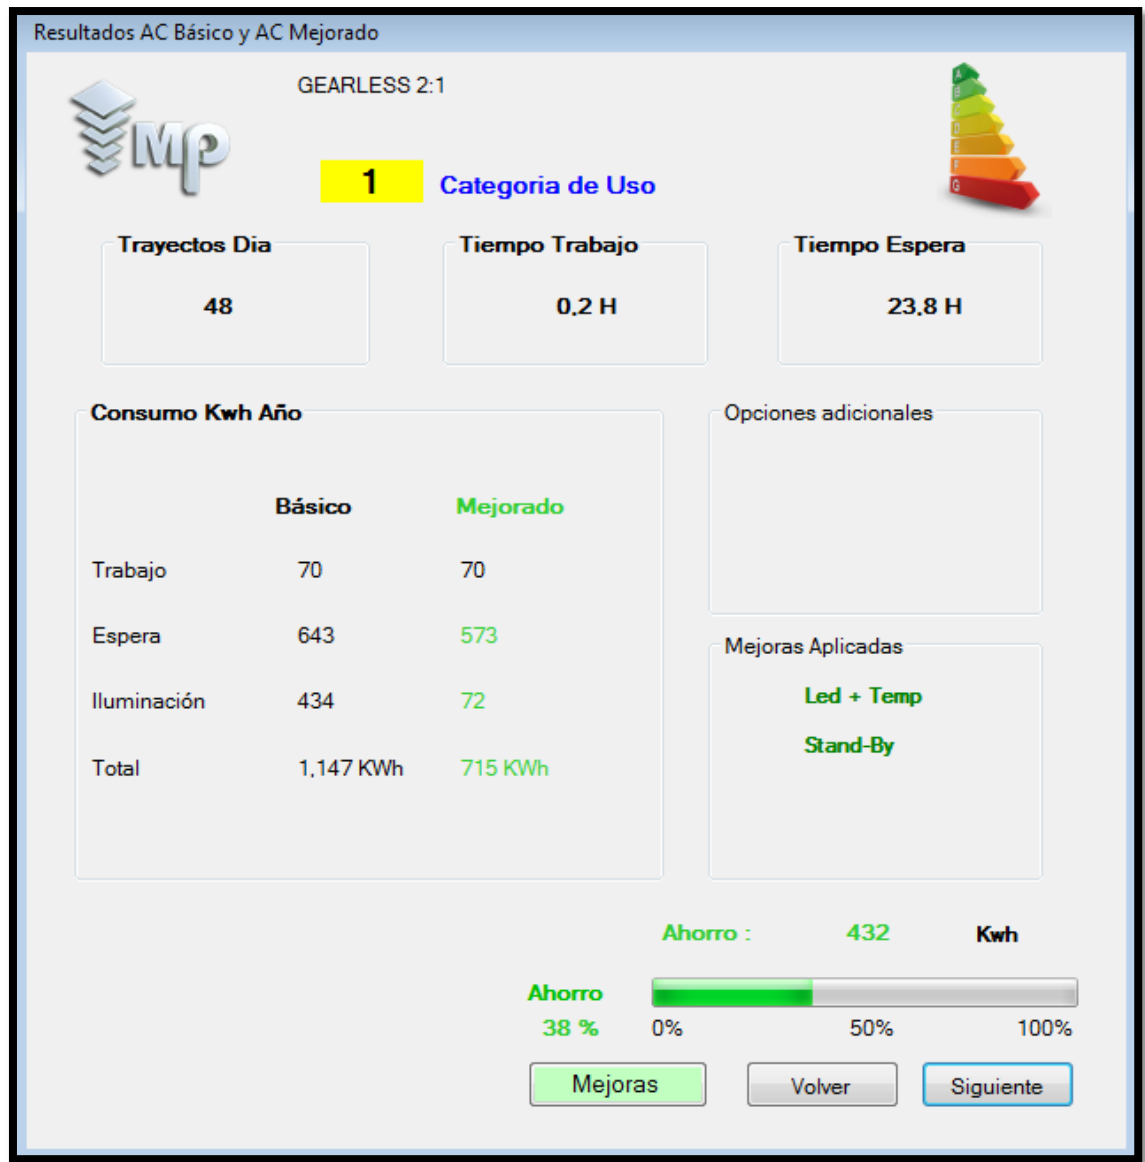 Resultados AC Básico y AC Mejorado
GEARLESS 2:1
MP
A
B
C
D
E
F
G
1 Categoria de Uso
Trayectos Dia Tiempo Trabajo Tiempo Espera
48 0,2 H 23,8 H
Consumo Kwh Año Opciones adicionales
Básico Mejorado
Trabajo 70 70
Espera 643 573
Mejoras Aplicadas
Iluminación 434 72
Led + Temp
Stand-By
Total 1,147 KWh 715 KWh
Ahorro : 432 Kwh
Ahorro
38 % 0% 50% 100%
Mejoras Volver Siguiente